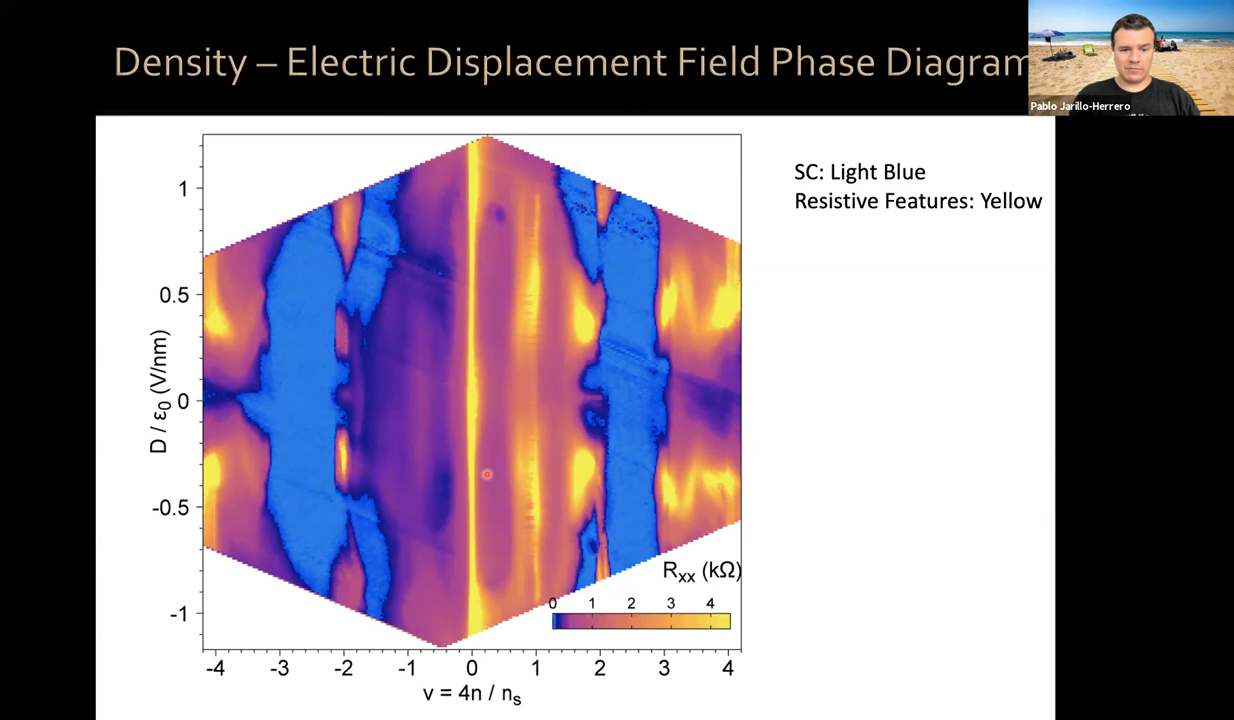 Density – Electric Displacement Field Phase Diagram
Pablo Jarillo-Herrero
SC: Light Blue
Resistive Features: Yellow
1
0.5
0
-0.5
-1
D / ε₀ (V/nm)
Rxx (kΩ)
0 1 2 3 4
-4 -3 -2 -1 0 1 2 3 4
ν = 4n / ns